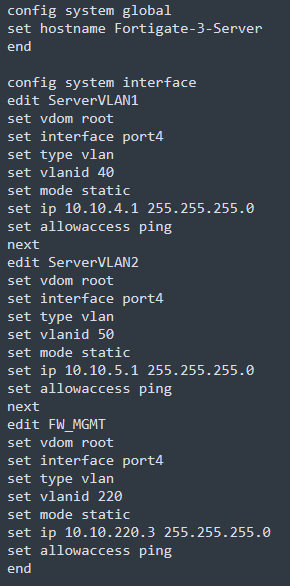 config system global
set hostname Fortigate-3-Server
end

config system interface
edit ServerVLAN1
set vdom root
set interface port4
set type vlan
set vlanid 40
set mode static
set ip 10.10.4.1 255.255.255.0
set allowaccess ping
next
edit ServerVLAN2
set vdom root
set interface port4
set type vlan
set vlanid 50
set mode static
set ip 10.10.5.1 255.255.255.0
set allowaccess ping
next
edit FW_MGMT
set vdom root
set interface port4
set type vlan
set vlanid 220
set mode static
set ip 10.10.220.3 255.255.255.0
set allowaccess ping
end